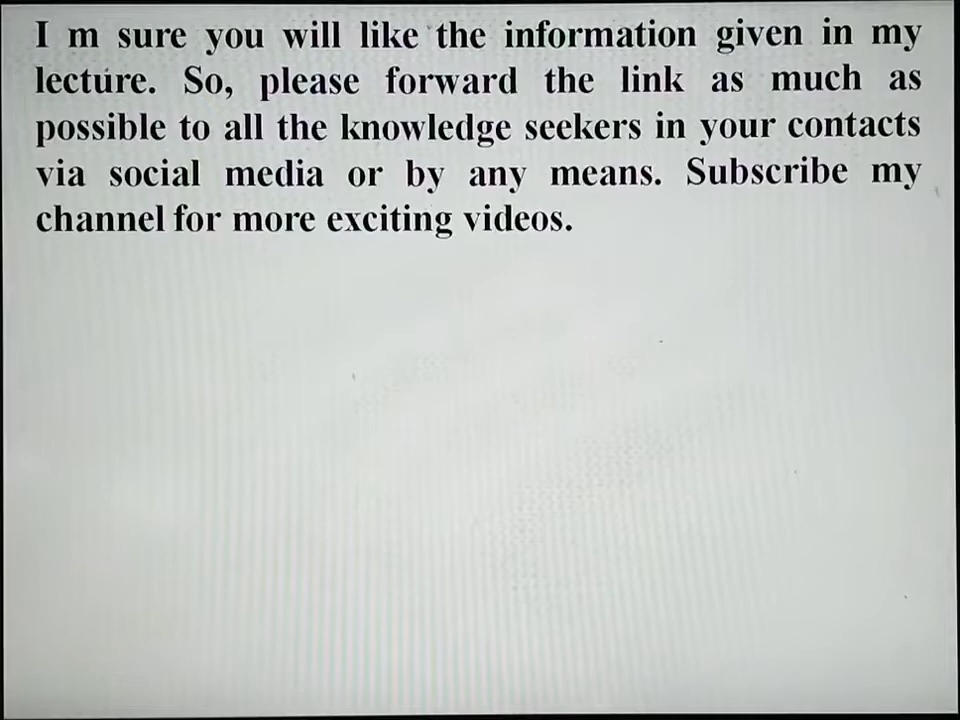 I m sure you will like the information given in my
lecture. So, please forward the link as much as
possible to all the knowledge seekers in your contacts
via social media or by any means. Subscribe my
channel for more exciting videos.